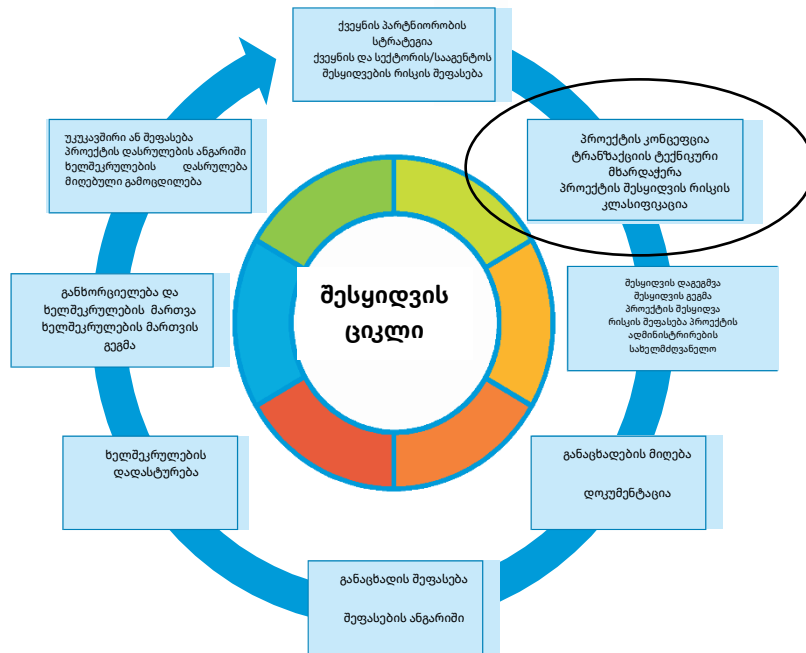 ქვეყნის პარტნიორობის
სტრატეგია
ქვეყნის და სექტორის/სააგენტოს
შესყიდვების რისკის შეფასება
პროექტის კონცეფცია
ტრანზაქციის ტექნიკური
მხარდაჭერა
პროექტის შესყიდვის რისკის
კლასიფიკაცია
შესყიდვის დაგეგმვა
შესყიდვის გეგმა
პროექტის შესყიდვა
რისკის შეფასება პროექტის
ადმინისტრირების
სახელმძღვანელო
განაცხადების მიღება
დოკუმენტაცია
განაცხადის შეფასება
შეფასების ანგარიში
ხელშეკრულების
დადასტურება
განხორციელება და
ხელშეკრულების მართვა
ხელშეკრულების მართვის
გეგმა
უკუკავშირი ან შეფასება
პროექტის დასრულების ანგარიში
ხელშეკრულების დასრულება
მიღებული გამოცდილება
შესყიდვის
ციკლი